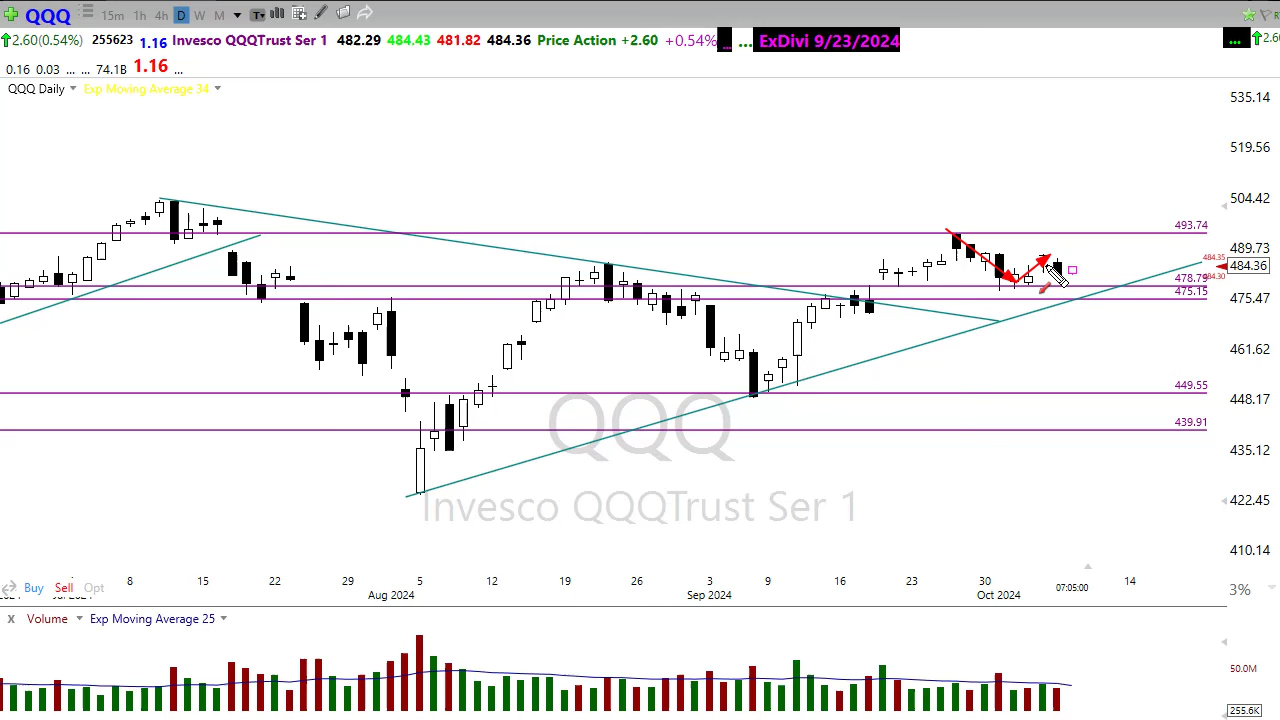 QQQ 15m 1h 4h D W M T
2.60(0.54%) 255623 1.16 Invesco QQQTrust Ser 1 482.29 484.43 481.82 484.36 Price Action +2.60 +0.54% ... ... ExDivi 9/23/2024 ... 2.60
0.16 0.03 ... ... 74.1B 1.16 ...
QQQ Daily Exp Moving Average 34
535.14
519.56
504.42
493.74
489.73
484.35
484.36
484.30
478.79
475.15
475.47
461.62
449.55
448.17
439.91
435.12
QQQ
Invesco QQQTrust Ser 1
422.45
410.14
8 15 22 29 5 12 19 26 3 9 16 23 30 14
Buy Sell Opt
Aug 2024 Sep 2024 Oct 2024 07:05:00
3%
X Volume Exp Moving Average 25
50.0M
255.6K